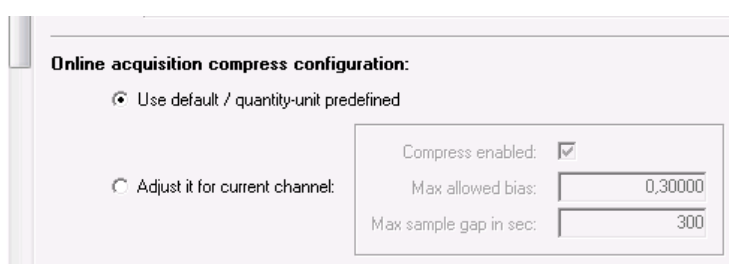 Online acquisition compress configuration:
Use default / quantity-unit predefined
Compress enabled:
Adjust it for current channel:
Max allowed bias:
0,30000
Max sample gap in sec:
300